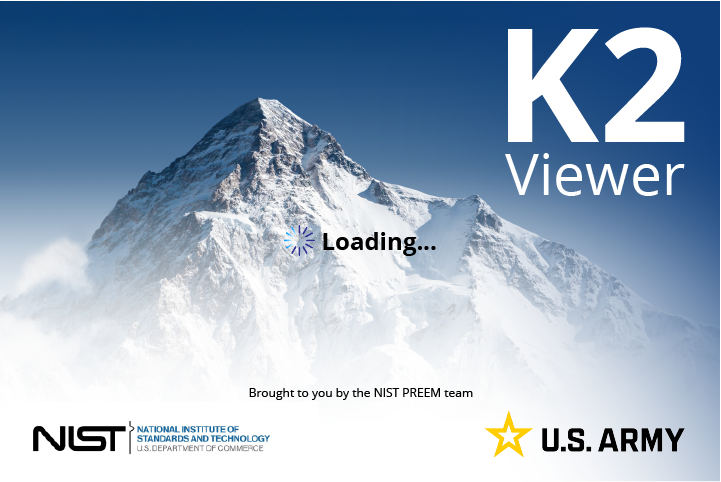 K2
Viewer
Loading...
Brought to you by the NIST PREEM team
NIST
NATIONAL INSTITUTE OF
STANDARDS AND TECHNOLOGY
U.S. DEPARTMENT OF COMMERCE
U.S. ARMY